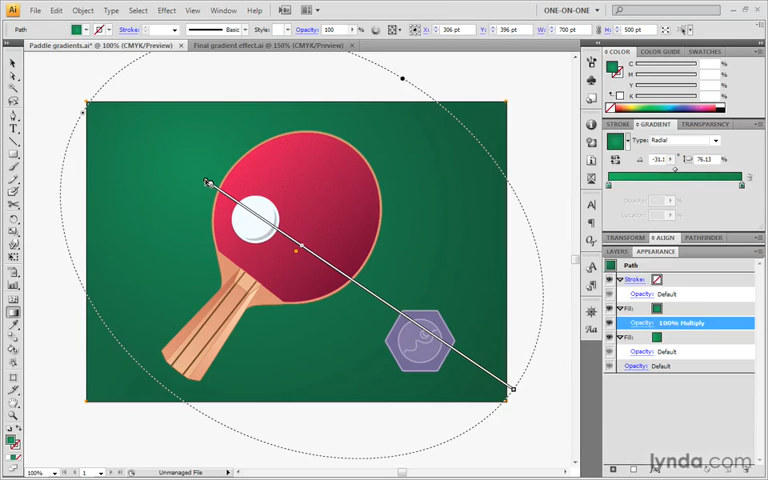 Ai File Edit Object Type Select Effect View Window Help ONE-ON-ONE
Path Stroke: Basic Style: Opacity: 100 % X: 306 pt Y: 396 pt W: 700 pt H: 500 pt
Paddle gradients.ai* @ 100% (CMYK/Preview) × Final gradient effect.ai @ 150% (CMYK/Preview) ×
COLOR COLOR GUIDE SWATCHES
C %
M %
Y %
K %
STROKE GRADIENT TRANSPARENCY
Type: Radial
-31.1 76.13 %
Opacity: %
Location: %
TRANSFORM ALIGN PATHFINDER
LAYERS APPEARANCE
Path
Stroke:
Opacity: Default
Fill:
Opacity: 100% Multiply
Fill:
Opacity: Default
Opacity: Default
100% 1 Unmanaged File
lynda.com